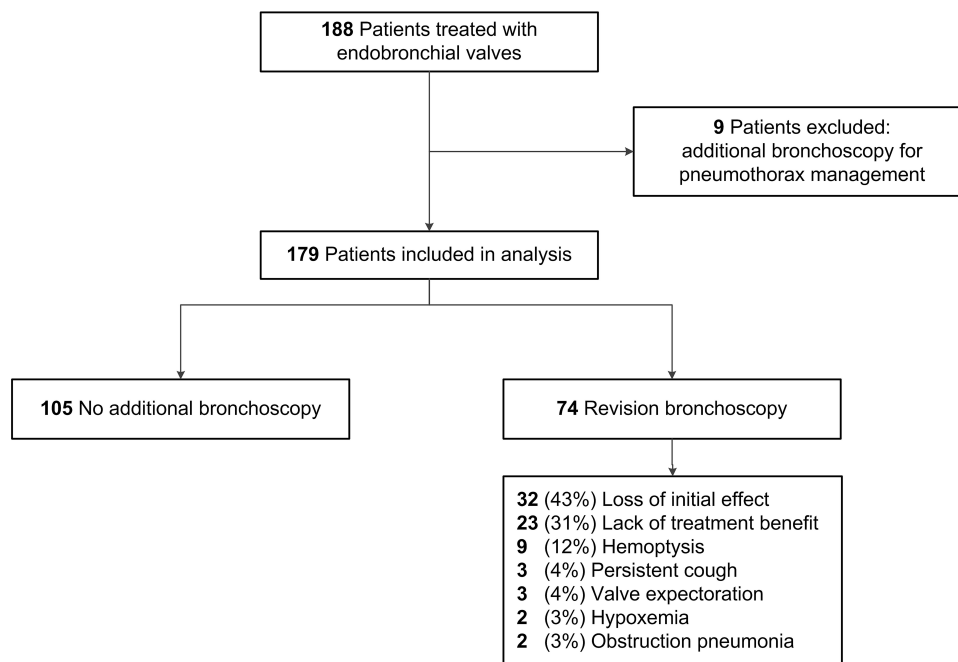 188 Patients treated with
endobronchial valves
9 Patients excluded:
additional bronchoscopy for
pneumothorax management
179 Patients included in analysis
105 No additional bronchoscopy
74 Revision bronchoscopy
32 (43%) Loss of initial effect
23 (31%) Lack of treatment benefit
9 (12%) Hemoptysis
3 (4%) Persistent cough
3 (4%) Valve expectoration
2 (3%) Hypoxemia
2 (3%) Obstruction pneumonia